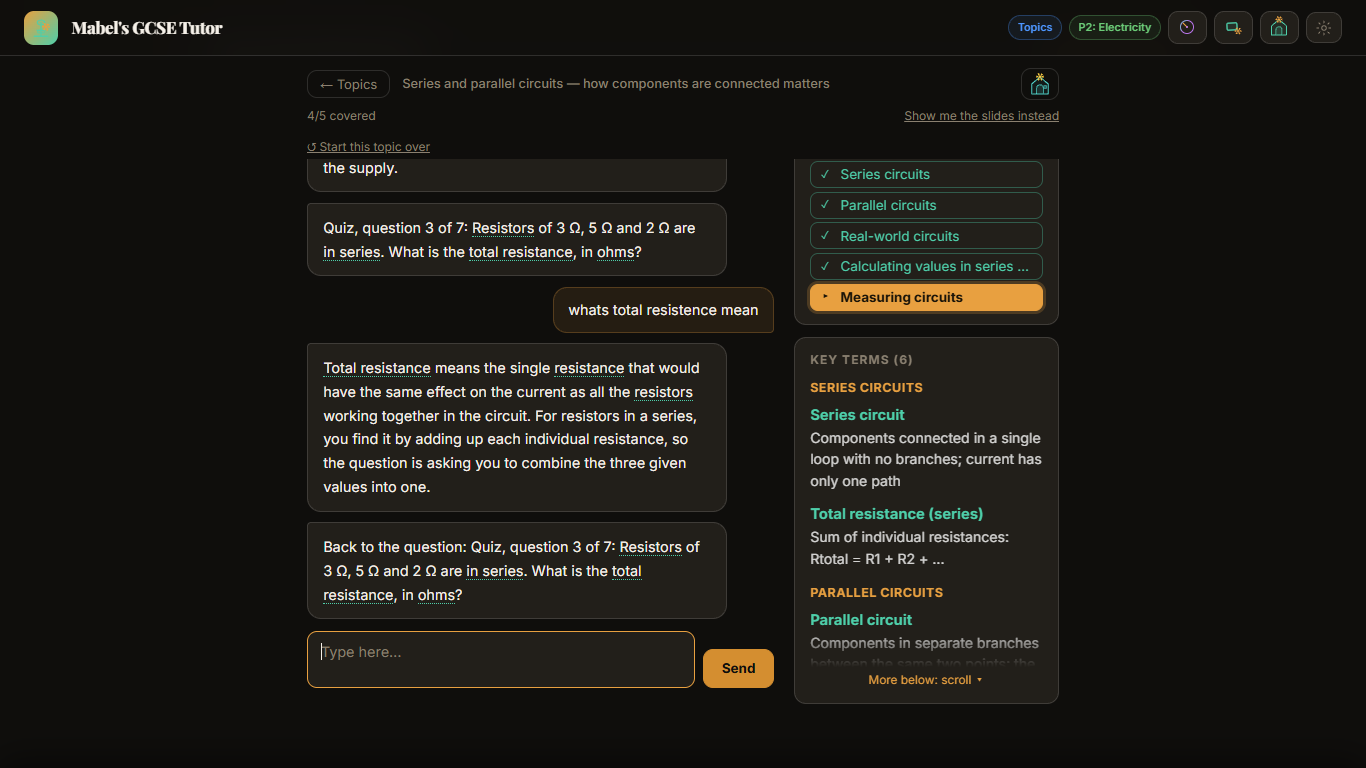 Mabel's GCSE Tutor
Topics
P2: Electricity
← Topics
Series and parallel circuits — how components are connected matters
4/5 covered
Show me the slides instead
↺ Start this topic over
the supply.
Quiz, question 3 of 7: Resistors of 3 Ω, 5 Ω and 2 Ω are
in series. What is the total resistance, in ohms?
whats total resistence mean
Total resistance means the single resistance that would
have the same effect on the current as all the resistors
working together in the circuit. For resistors in a series,
you find it by adding up each individual resistance, so
the question is asking you to combine the three given
values into one.
Back to the question: Quiz, question 3 of 7: Resistors of
3 Ω, 5 Ω and 2 Ω are in series. What is the total
resistance, in ohms?
Type here...
Send
✓ Series circuits
✓ Parallel circuits
✓ Real-world circuits
✓ Calculating values in series ...
▸ Measuring circuits
KEY TERMS (6)
SERIES CIRCUITS
Series circuit
Components connected in a single
loop with no branches; current has
only one path
Total resistance (series)
Sum of individual resistances:
Rtotal = R1 + R2 + ...
PARALLEL CIRCUITS
Parallel circuit
Components in separate branches
between the same two points; the
More below: scroll ▾